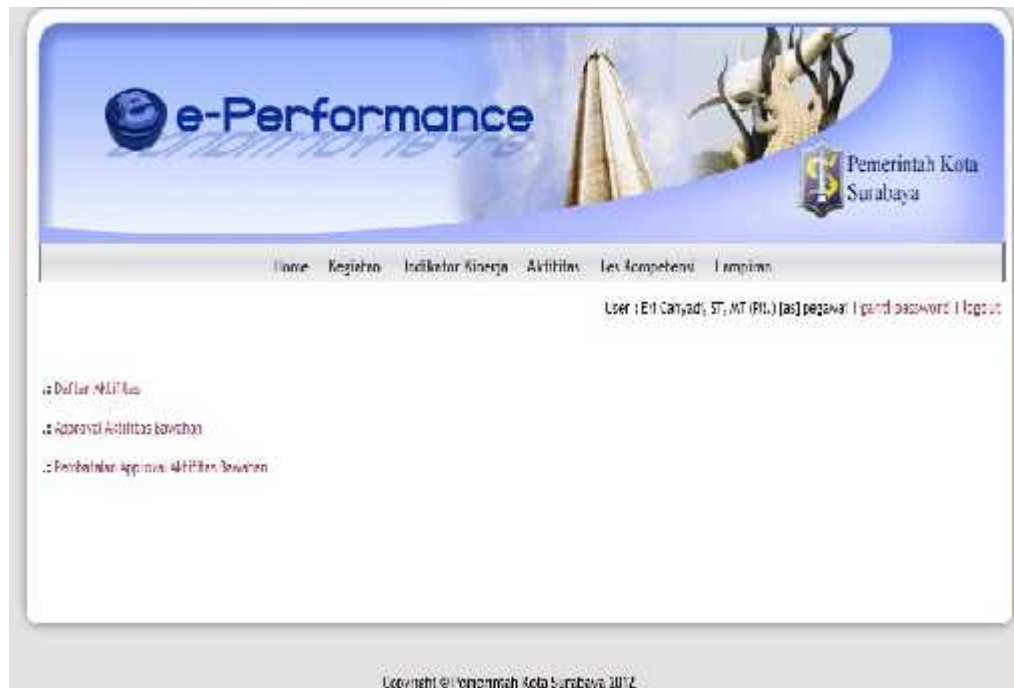 e-Performance
Pemerintah Kota
Surabaya
Home Kegiatan Indikator Kinerja Aktifitas Tes Kompetensi Lampiran
User : Eri Cahyadi, ST, MT (Plt.) [as] pegawai | ganti password | logout
.: Daftar Aktifitas
.: Approval Aktifitas Bawahan
.: Pembatalan Approval Aktifitas Bawahan
Copyright © Pemerintah Kota Surabaya 2012